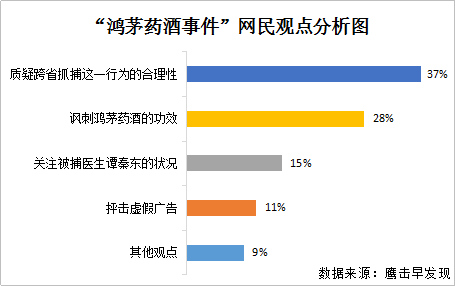 “鸿茅药酒事件”网民观点分析图
质疑跨省抓捕这一行为的合理性
37%
讽刺鸿茅药酒的功效
28%
关注被捕医生谭秦东的状况
15%
抨击虚假广告
11%
其他观点
9%
数据来源：鹰击早发现